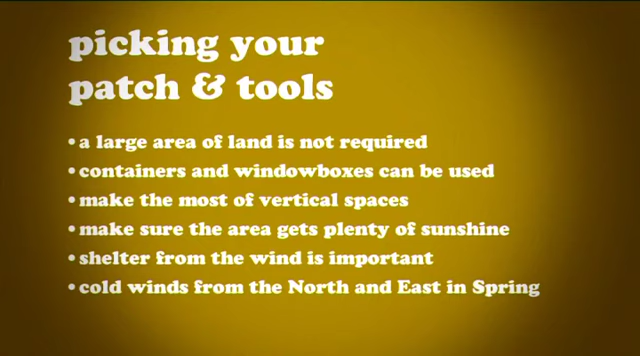 picking your
patch & tools
• a large area of land is not required
• containers and windowboxes can be used
• make the most of vertical spaces
• make sure the area gets plenty of sunshine
• shelter from the wind is important
• cold winds from the North and East in Spring